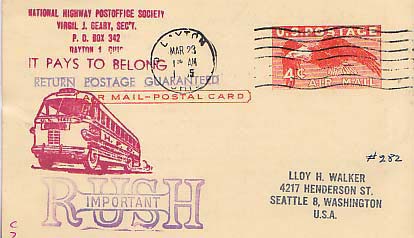 NATIONAL HIGHWAY POSTOFFICE SOCIETY
VIRGIL J. GEARY, SEC'Y.
P. O. BOX 342
DAYTON 1, OHIO
IT PAYS TO BELONG
RETURN POSTAGE GUARANTEED
AIR MAIL-POSTAL CARD
DAYTON
MAR 23
AM
OHIO
U.S. POSTAGE
4¢
AIR MAIL
#282
RUSH
IMPORTANT
LLOY H. WALKER
4217 HENDERSON ST.
SEATTLE 8, WASHINGTON
U.S.A.